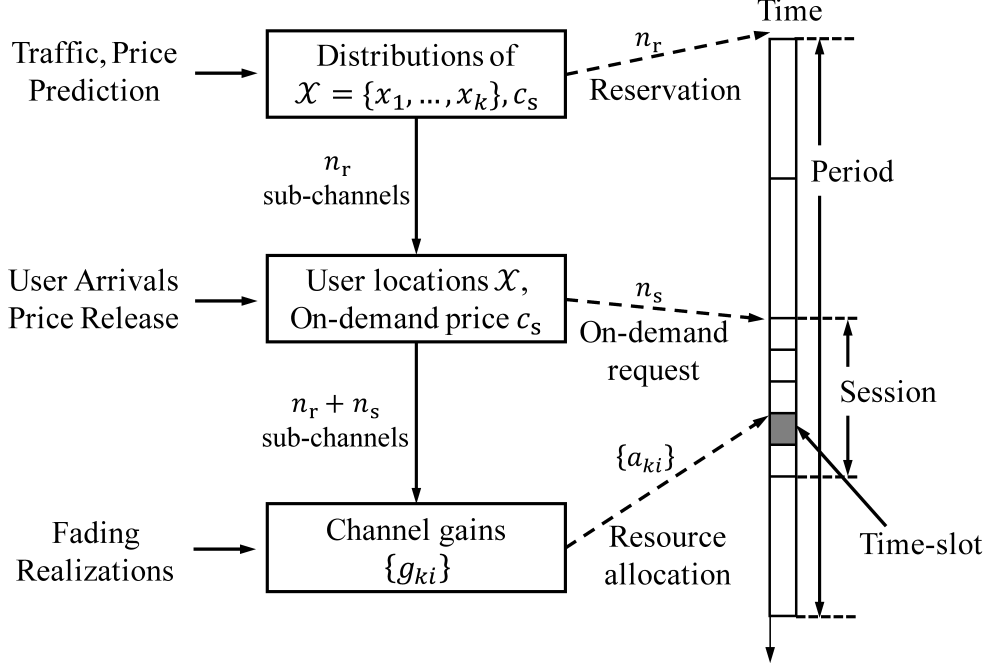 Time
Traffic, Price
Prediction
Distributions of
𝒳 = {x₁, …, xₖ}, cₛ
nᵣ
Reservation
Period
nᵣ
sub-channels
User Arrivals
Price Release
User locations 𝒳,
On-demand price cₛ
nₛ
On-demand
request
Session
nᵣ + nₛ
sub-channels
{aₖᵢ}
Fading
Realizations
Channel gains
{gₖᵢ}
Resource
allocation
Time-slot